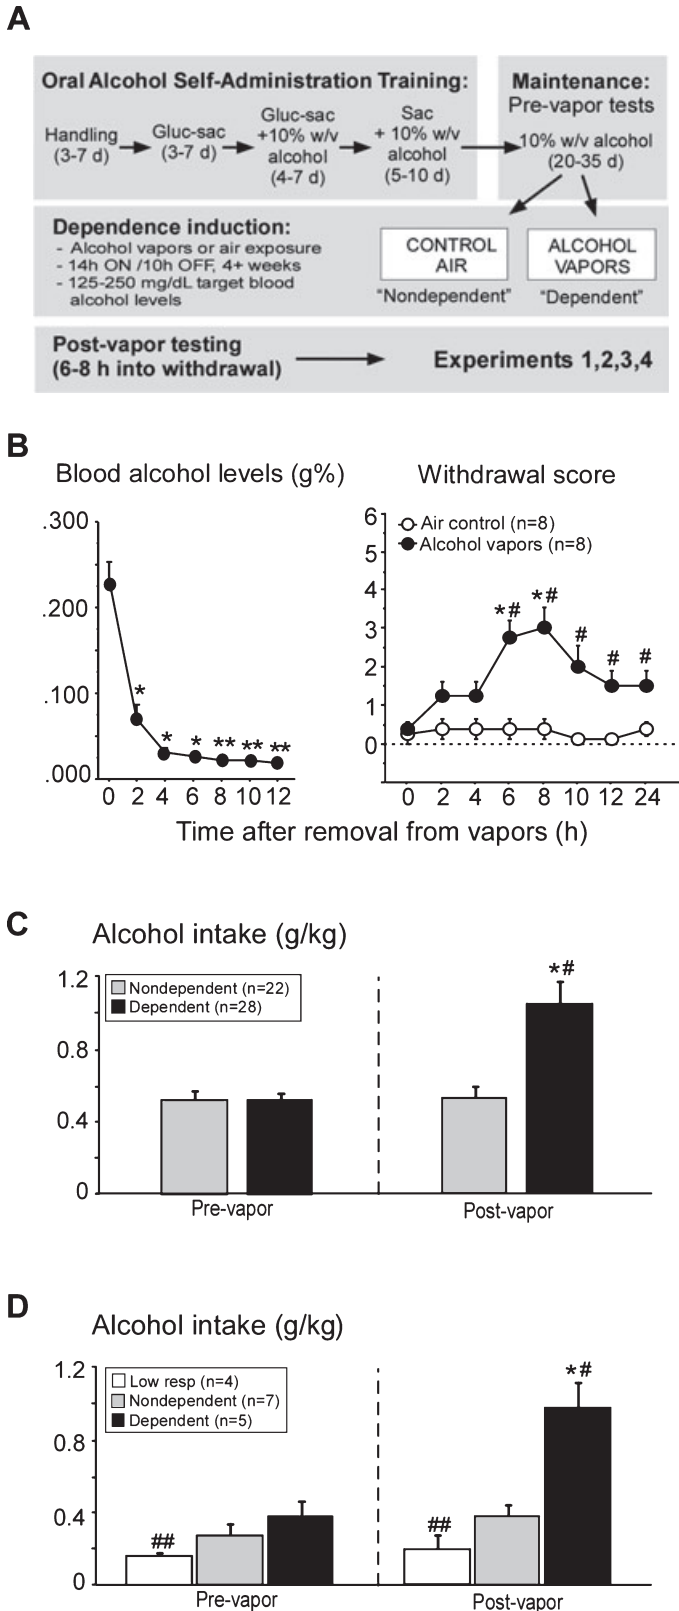 A
Oral Alcohol Self-Administration Training:
Handling
(3-7 d)
Gluc-sac
(3-7 d)
Gluc-sac
+10% w/v
alcohol
(4-7 d)
Sac
+ 10% w/v
alcohol
(5-10 d)
Maintenance:
Pre-vapor tests
10% w/v alcohol
(20-35 d)
Dependence induction:
- Alcohol vapors or air exposure
- 14h ON /10h OFF, 4+ weeks
- 125-250 mg/dL target blood
alcohol levels
CONTROL
AIR
"Nondependent"
ALCOHOL
VAPORS
"Dependent"
Post-vapor testing
(6-8 h into withdrawal)
Experiments 1,2,3,4
B
Blood alcohol levels (g%)
.300
.200
.100
.000
*
*
*
**
**
**
0 2 4 6 8 10 12
Withdrawal score
Air control (n=8)
Alcohol vapors (n=8)
6
5
4
3
2
1
0
*#
*#
#
#
#
0 2 4 6 8 10 12 24
Time after removal from vapors (h)
C
Alcohol intake (g/kg)
1.2
0.8
0.4
0
Nondependent (n=22)
Dependent (n=28)
*#
Pre-vapor
Post-vapor
D
Alcohol intake (g/kg)
1.2
0.8
0.4
0
Low resp (n=4)
Nondependent (n=7)
Dependent (n=5)
##
##
*#
Pre-vapor
Post-vapor